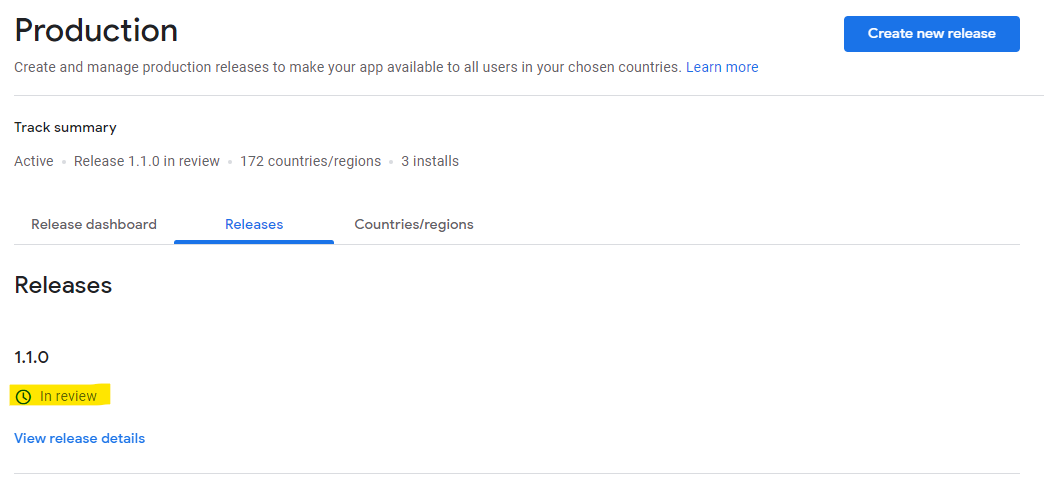 Production
Create new release
Create and manage production releases to make your app available to all users in your chosen countries. Learn more
Track summary
Active • Release 1.1.0 in review • 172 countries/regions • 3 installs
Release dashboard
Releases
Countries/regions
Releases
1.1.0
In review
View release details